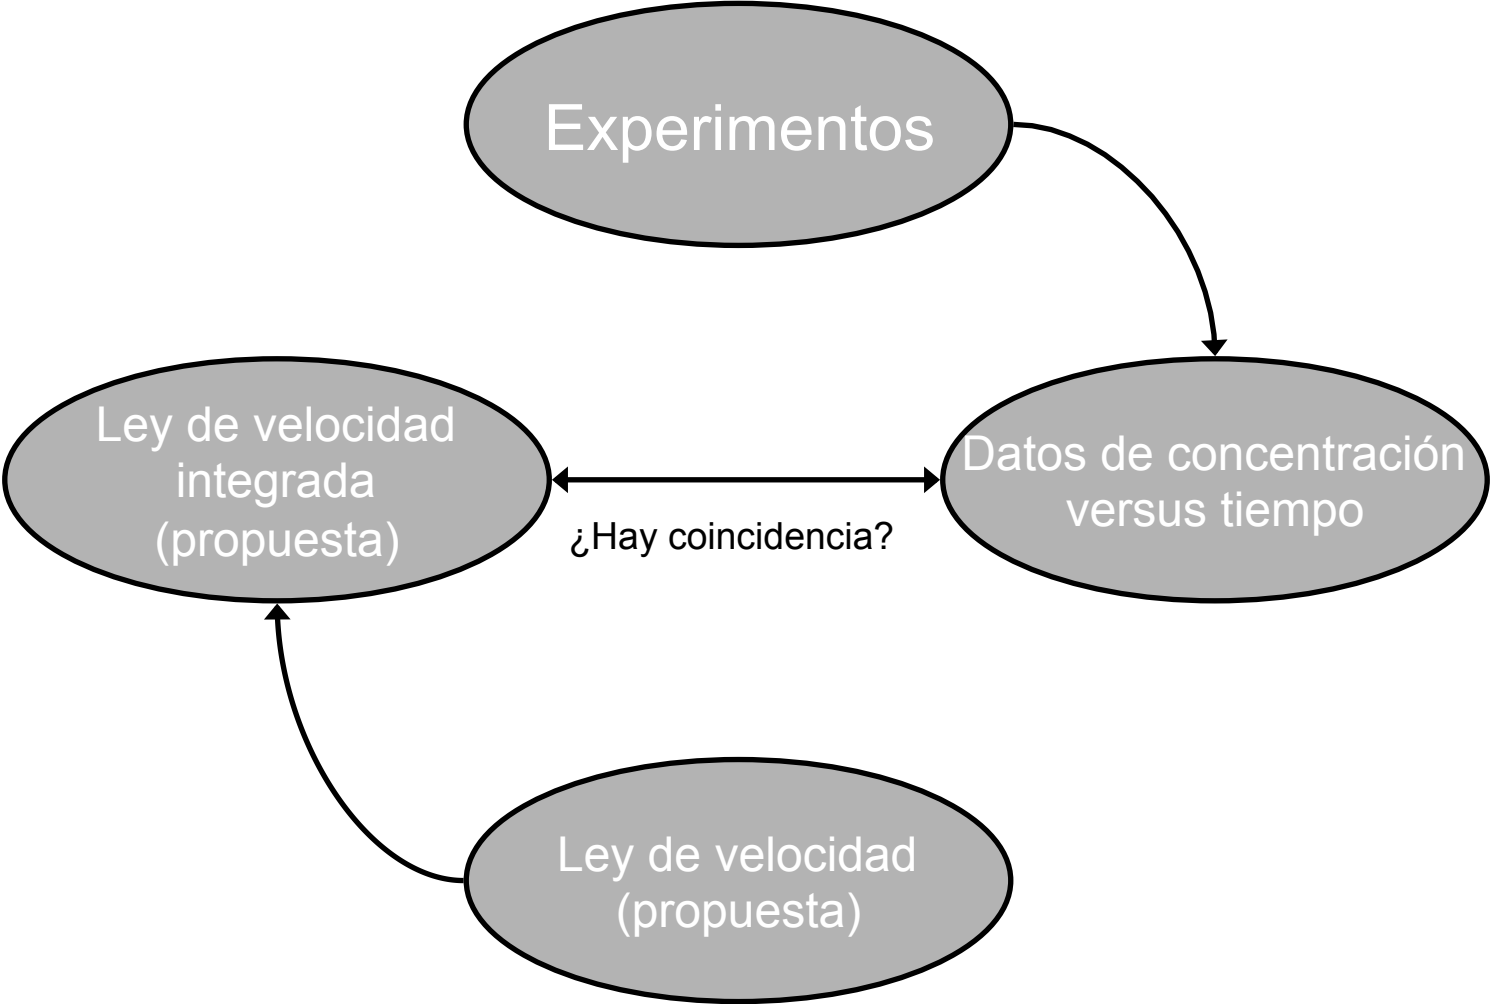 Experimentos
Ley de velocidad
integrada
(propuesta)
Datos de concentración
versus tiempo
¿Hay coincidencia?
Ley de velocidad
(propuesta)